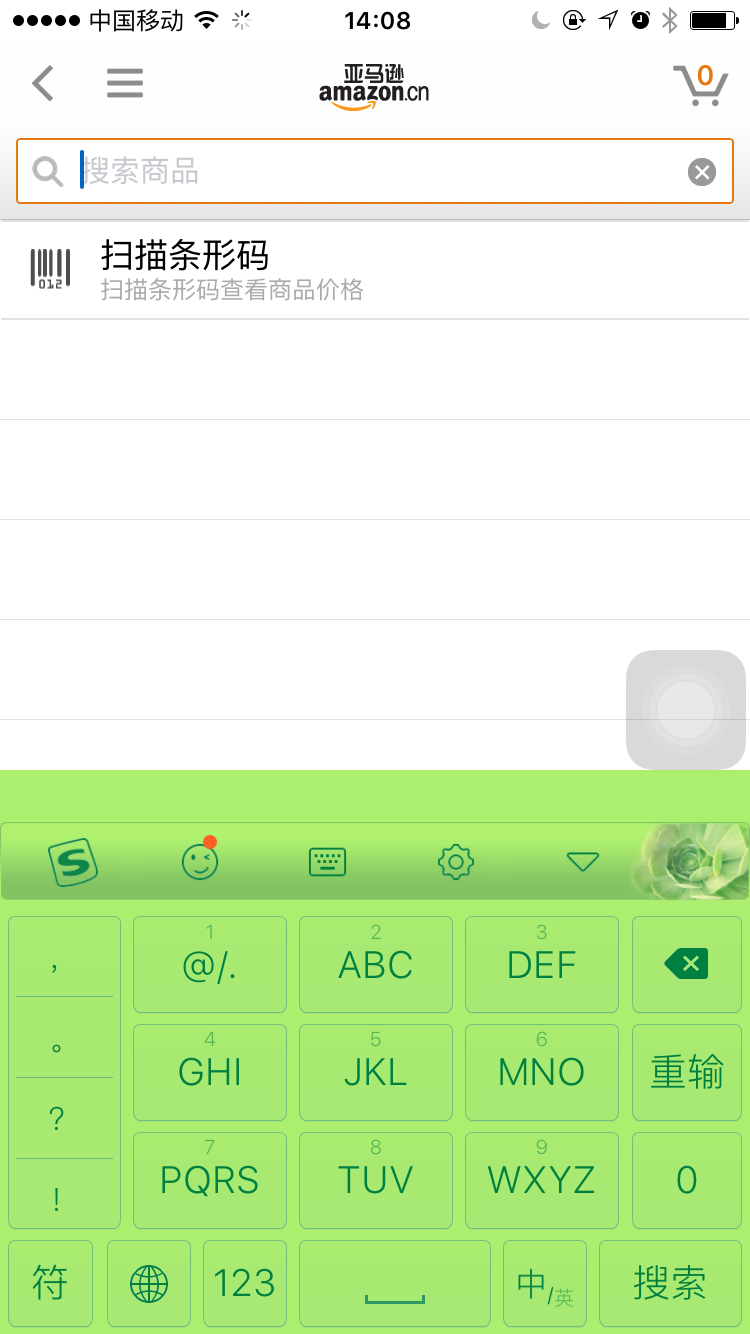 中国移动 14:08
亚马逊
amazon.cn
0
搜索商品
012
扫描条形码
扫描条形码查看商品价格
S
，
。
？
！
1
@/.
2
ABC
3
DEF
4
GHI
5
JKL
6
MNO
重输
7
PQRS
8
TUV
9
WXYZ
0
符
123
中/英
搜索